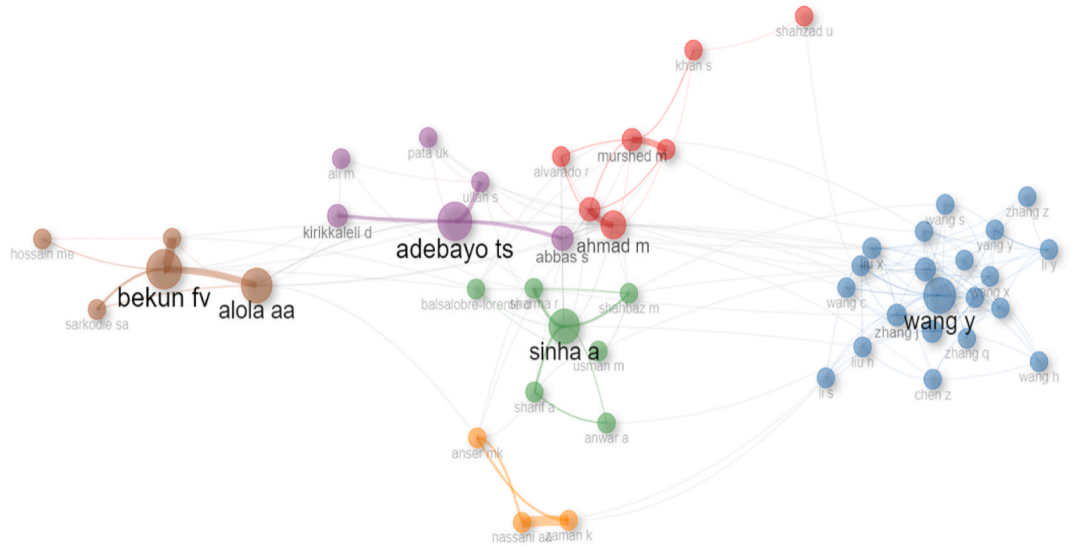 shahzad u
khan s
pata uk
ali m
alvarado r
murshed m
ullah s
kirikkaleli d
adebayo ts
abbas s
ahmad m
hossain me
bekun fv
alola aa
sarkodie sa
balsalobre-lorente d
sharma r
shahbaz m
sinha a
usman m
sharif a
anwar a
anser mk
nassani aa
zaman k
wang s
zhang z
yang y
li y
liu x
wang c
yang x
zhang j
wang y
zhang q
liu h
wang h
li s
chen z